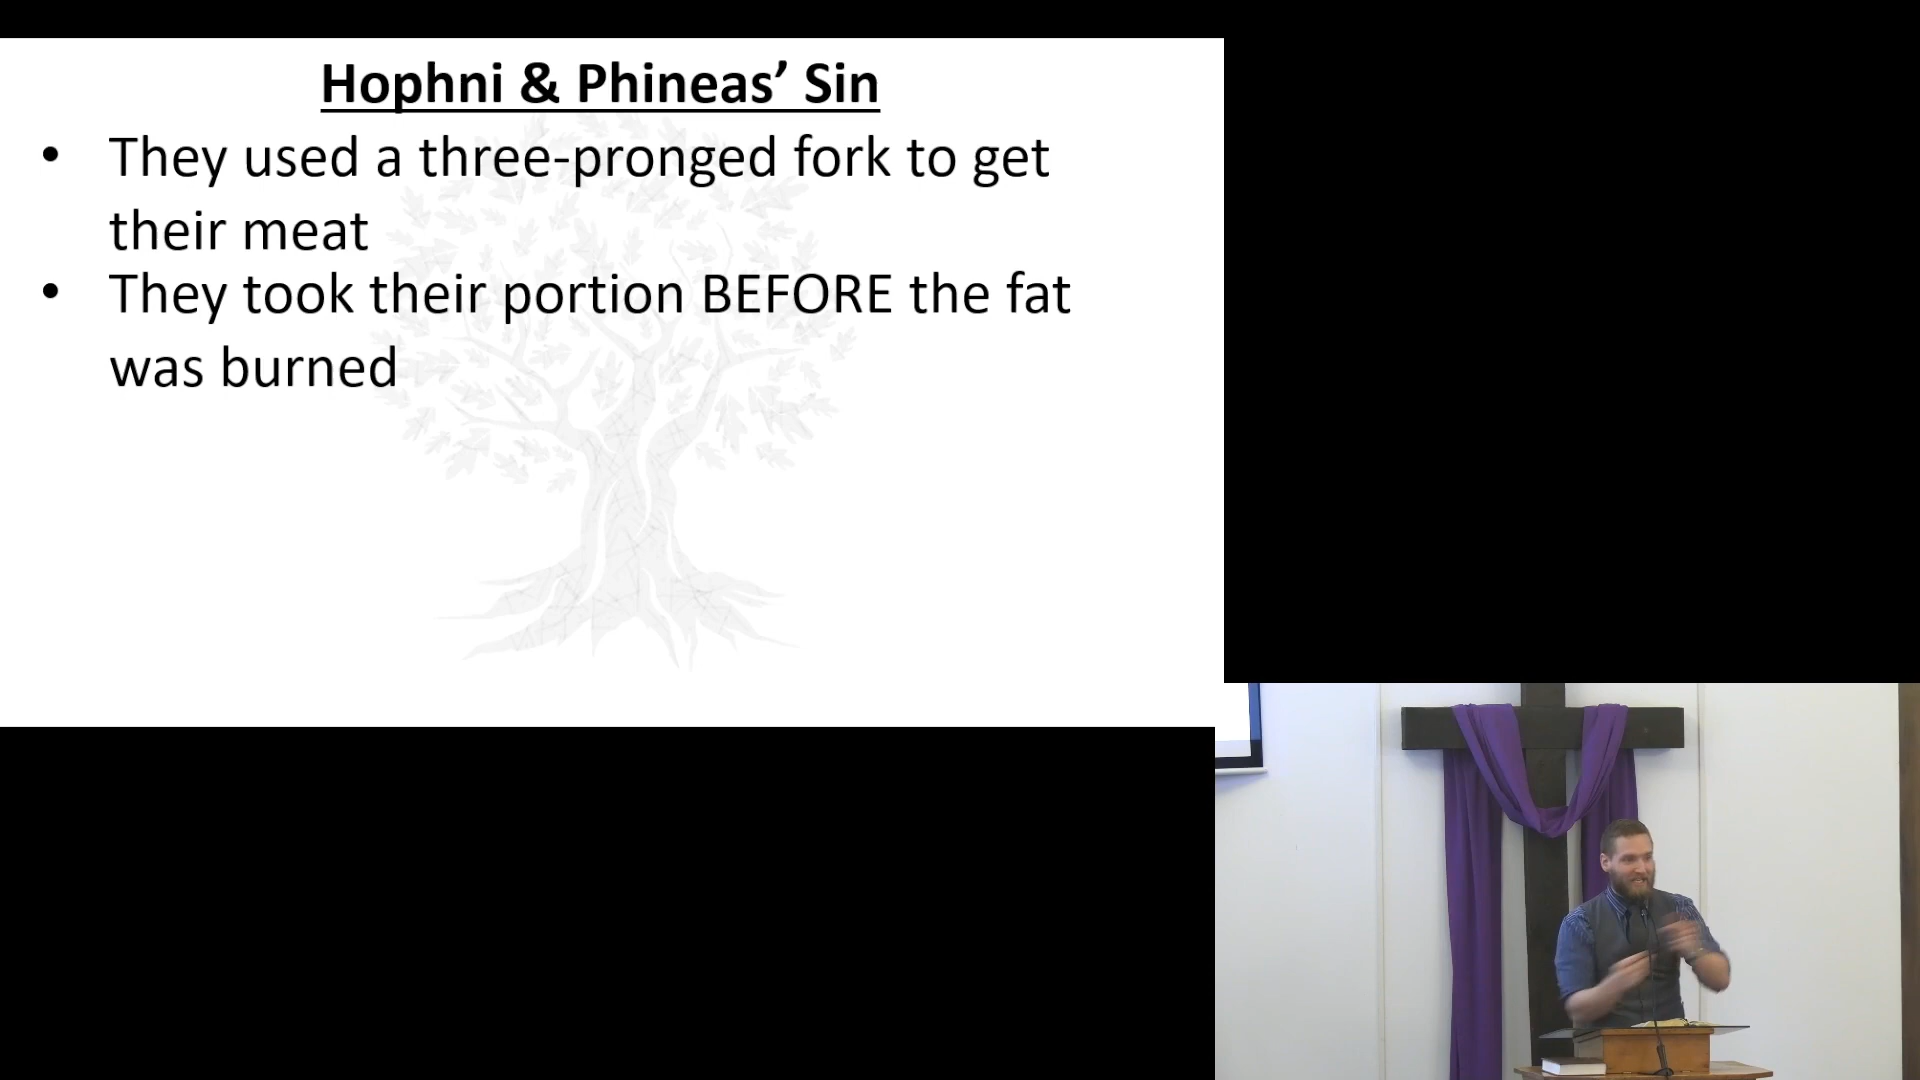 Hophni & Phineas’ Sin
• They used a three-pronged fork to get
their meat
• They took their portion BEFORE the fat
was burned